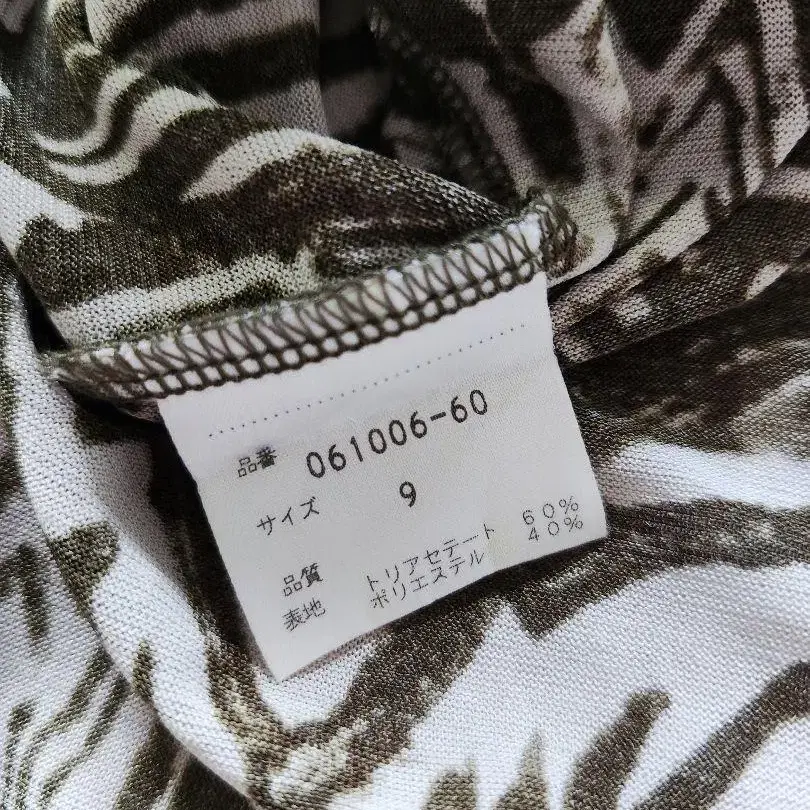 品番 061006-60
サイズ 9
品質 トリアセテート 60%
表地 ポリエステル 40%